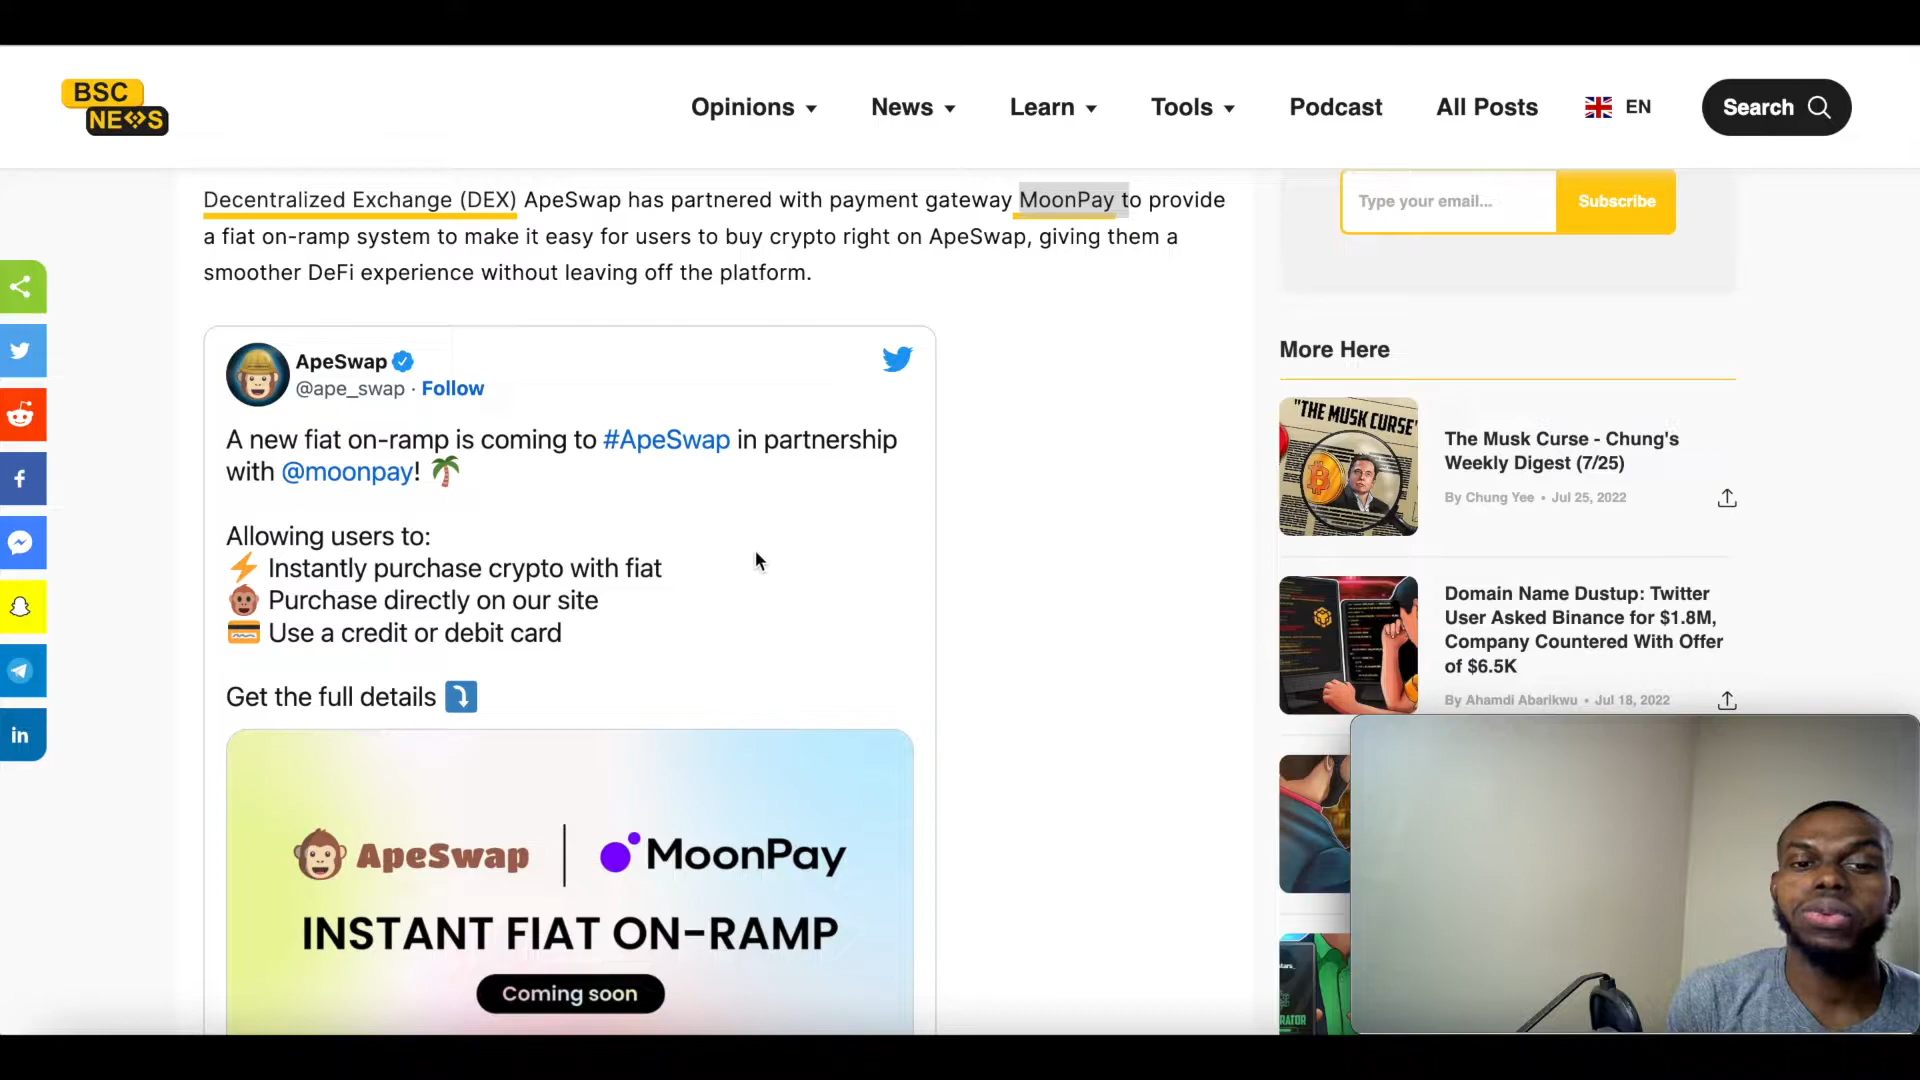 BSC
NEWS
Opinions
News
Learn
Tools
Podcast
All Posts
EN
Search
Decentralized Exchange (DEX) ApeSwap has partnered with payment gateway MoonPay to provide
a fiat on-ramp system to make it easy for users to buy crypto right on ApeSwap, giving them a
smoother DeFi experience without leaving off the platform.
ApeSwap
@ape_swap · Follow
A new fiat on-ramp is coming to #ApeSwap in partnership
with @moonpay! 🌴
Allowing users to:
⚡ Instantly purchase crypto with fiat
🐵 Purchase directly on our site
💳 Use a credit or debit card
Get the full details ⤵️
ApeSwap | MoonPay
INSTANT FIAT ON-RAMP
Coming soon
Type your email...
Subscribe
More Here
"THE MUSK CURSE"
The Musk Curse - Chung's
Weekly Digest (7/25)
By Chung Yee • Jul 25, 2022
Domain Name Dustup: Twitter
User Asked Binance for $1.8M,
Company Countered With Offer
of $6.5K
By Ahamdi Abarikwu • Jul 18, 2022